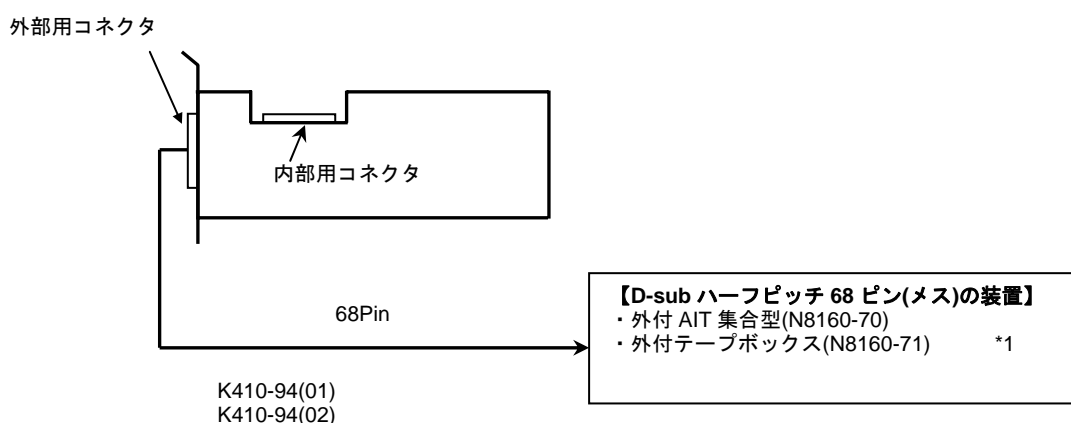 外部用コネクタ
内部用コネクタ
68Pin
【D-sub ハーフピッチ 68 ピン(メス)の装置】
・外付 AIT 集合型(N8160-70)
・外付テープボックス(N8160-71) *1
K410-94(01)
K410-94(02)